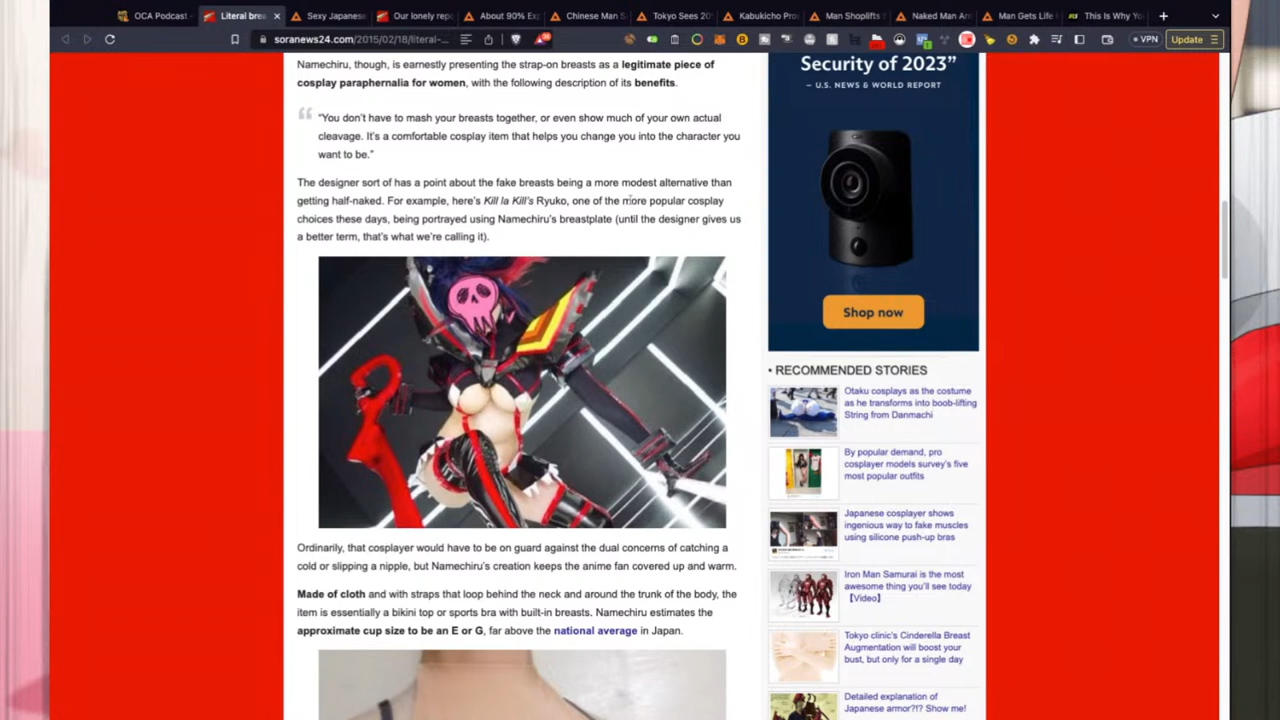 OCA Podcast
Literal brea
Sexy Japanese
Our lonely repo
About 90% Exp
Chinese Man S
Tokyo Sees 20
Kabukicho Pro
Man Shoplifts
Naked Man Arr
Man Gets Life
This Is Why Yo
soranews24.com/2015/02/18/literal-...
VPN
Update
Namechiru, though, is earnestly presenting the strap-on breasts as a legitimate piece of
cosplay paraphernalia for women, with the following description of its benefits.
“You don’t have to mash your breasts together, or even show much of your own actual
cleavage. It’s a comfortable cosplay item that helps you change you into the character you
want to be.”
The designer sort of has a point about the fake breasts being a more modest alternative than
getting half-naked. For example, here’s Kill la Kill’s Ryuko, one of the more popular cosplay
choices these days, being portrayed using Namechiru’s breastplate (until the designer gives us
a better term, that’s what we’re calling it).
Ordinarily, that cosplayer would have to be on guard against the dual concerns of catching a
cold or slipping a nipple, but Namechiru’s creation keeps the anime fan covered up and warm.
Made of cloth and with straps that loop behind the neck and around the trunk of the body, the
item is essentially a bikini top or sports bra with built-in breasts. Namechiru estimates the
approximate cup size to be an E or G, far above the national average in Japan.
Security of 2023”
— U.S. NEWS & WORLD REPORT
Shop now
• RECOMMENDED STORIES
Otaku cosplays as the costume
as he transforms into boob-lifting
String from Danmachi
By popular demand, pro
cosplayer models survey’s five
most popular outfits
Japanese cosplayer shows
ingenious way to fake muscles
using silicone push-up bras
Iron Man Samurai is the most
awesome thing you’ll see today
【Video】
Tokyo clinic’s Cinderella Breast
Augmentation will boost your
bust, but only for a single day
Detailed explanation of
Japanese armor?!? Show me!